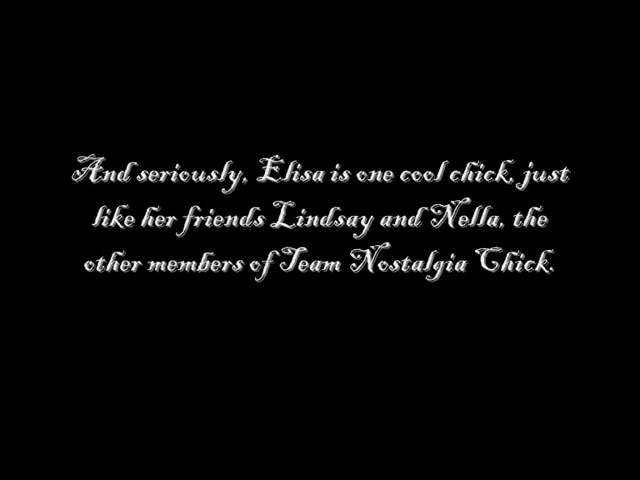 And seriously, Elisa is one cool chick, just
like her friends Lindsay and Nella, the
other members of Team Nostalgia Chick.